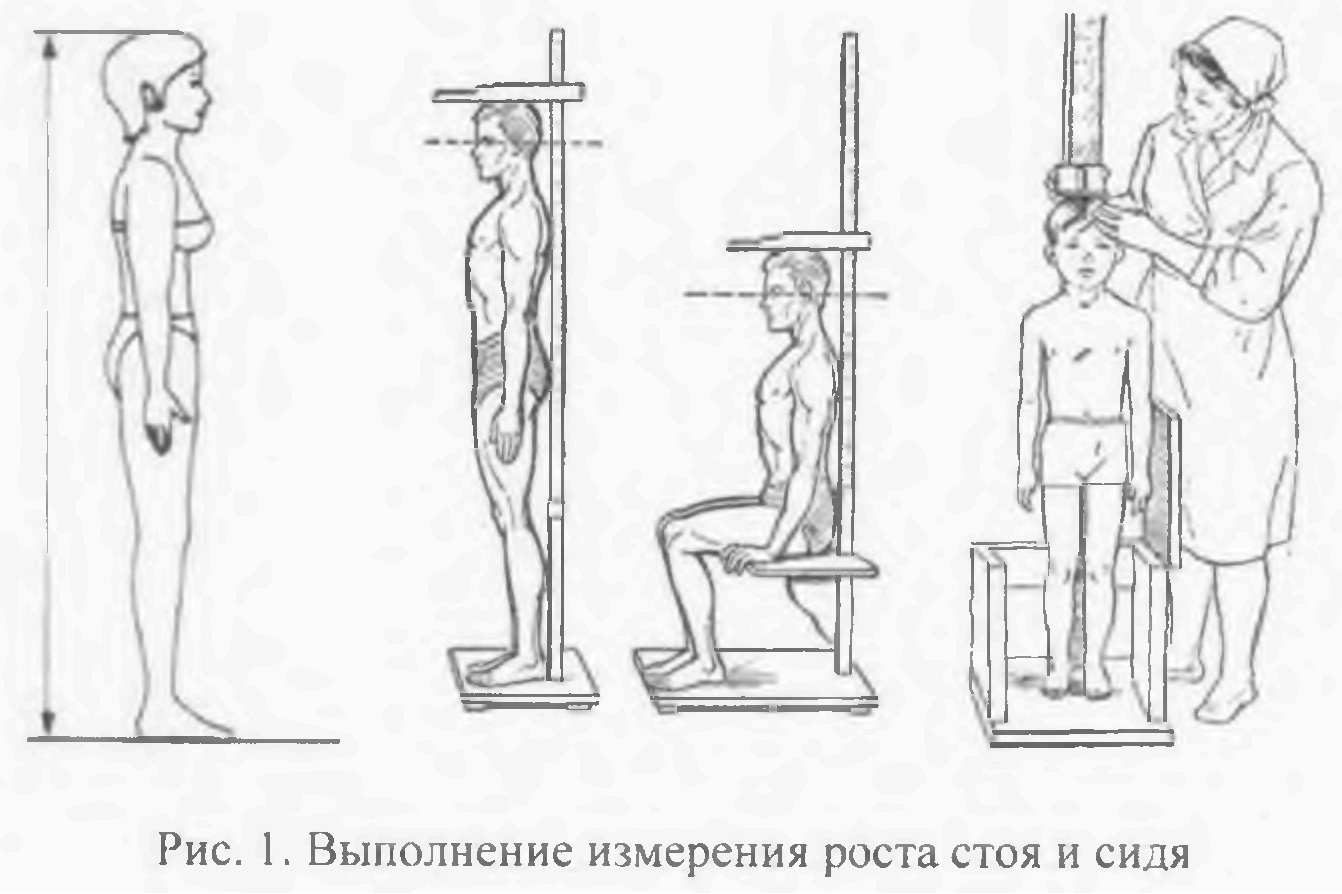 Рис. 1. Выполнение измерения роста стоя и сидя